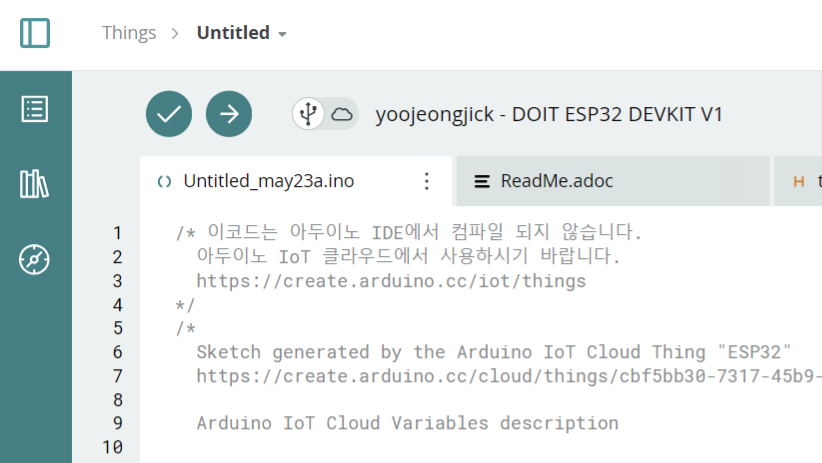 Things > Untitled
yoojeongjick - DOIT ESP32 DEVKIT V1
Untitled_may23a.ino
ReadMe.adoc
1 /* 이코드는 아두이노 IDE에서 컴파일 되지 않습니다.
2 아두이노 IoT 클라우드에서 사용하시기 바랍니다.
3 https://create.arduino.cc/iot/things
4 */
5 /*
6 Sketch generated by the Arduino IoT Cloud Thing "ESP32"
7 https://create.arduino.cc/cloud/things/cbf5bb30-7317-45b9-
8
9 Arduino IoT Cloud Variables description
10